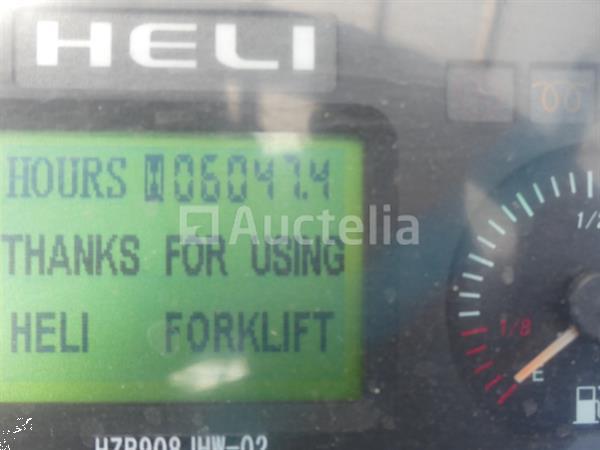 HELI
HOURS 06047.4
Auctelia
THANKS FOR USING
HELI FORKLIFT
1/2
1/8
E